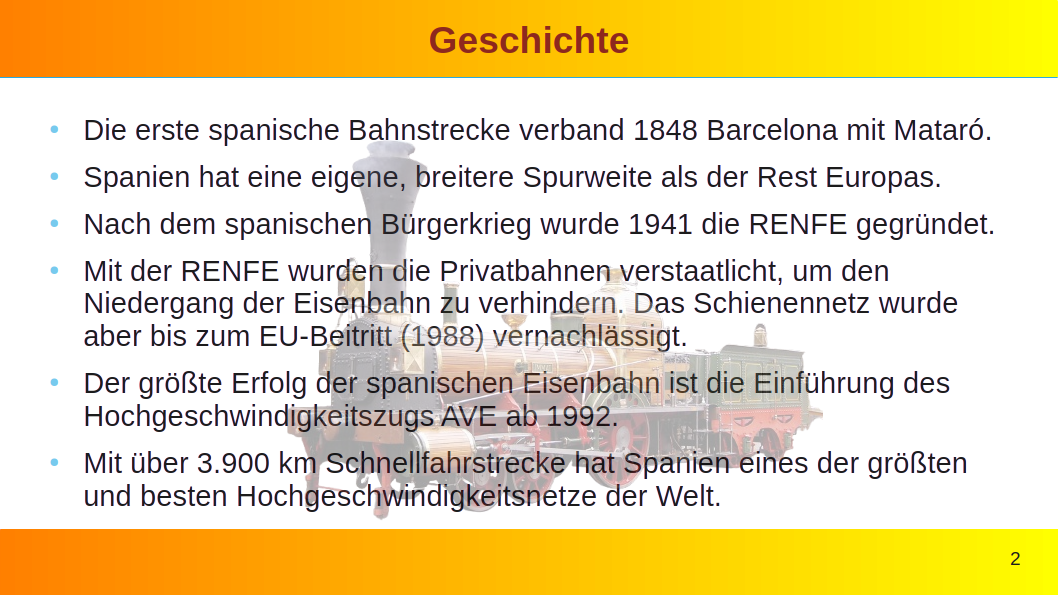 Geschichte
• Die erste spanische Bahnstrecke verband 1848 Barcelona mit Mataró.
• Spanien hat eine eigene, breitere Spurweite als der Rest Europas.
• Nach dem spanischen Bürgerkrieg wurde 1941 die RENFE gegründet.
• Mit der RENFE wurden die Privatbahnen verstaatlicht, um den
Niedergang der Eisenbahn zu verhindern. Das Schienennetz wurde
aber bis zum EU-Beitritt (1988) vernachlässigt.
• Der größte Erfolg der spanischen Eisenbahn ist die Einführung des
Hochgeschwindigkeitszugs AVE ab 1992.
• Mit über 3.900 km Schnellfahrstrecke hat Spanien eines der größten
und besten Hochgeschwindigkeitsnetze der Welt.
2